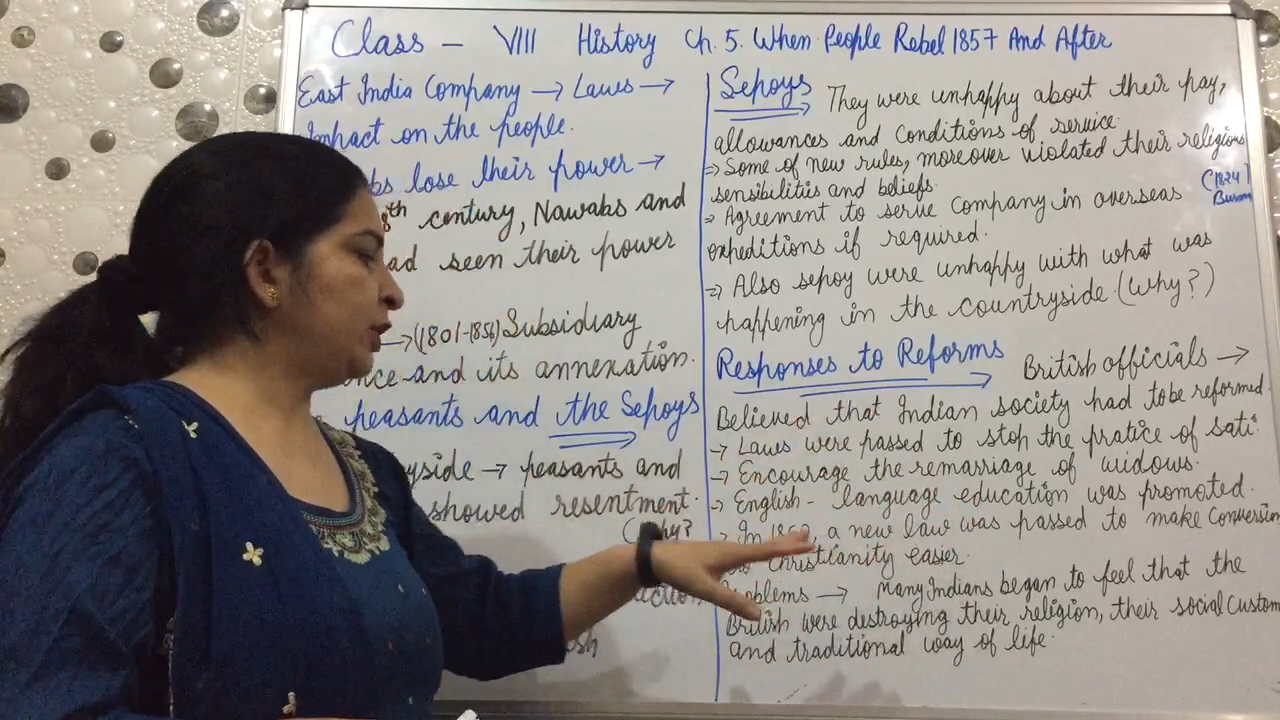 Class - VIII History Ch. 5. When People Rebel 1857 And After
East India Company → Laws →
Impact on the people.
lose their power →
century, Nawabs and
seen their power
→ (1801-1856) Subsidiary
and its annexation.
peasants and the Sepoys
→ peasants and
showed resentment.
Sepoys They were unhappy about their pay,
allowances and conditions of service.
→ Some of new rules, moreover violated their religious
sensibilities and beliefs.
→ Agreement to serve Company in overseas (1824)
expeditions if required.
→ Also sepoy were unhappy with what was
happening in the countryside. (Why?)
Responses to Reforms British officials →
Believed that Indian society had to be reformed.
→ Laws were passed to stop the pratice of sati.
→ Encourage the remarriage of widows.
→ English - language education was promoted.
→ In a new law was passed to make Conversion
Christianity easier.
→ Many Indians began to feel that the
British were destroying their religion, their social custom
and traditional way of life.